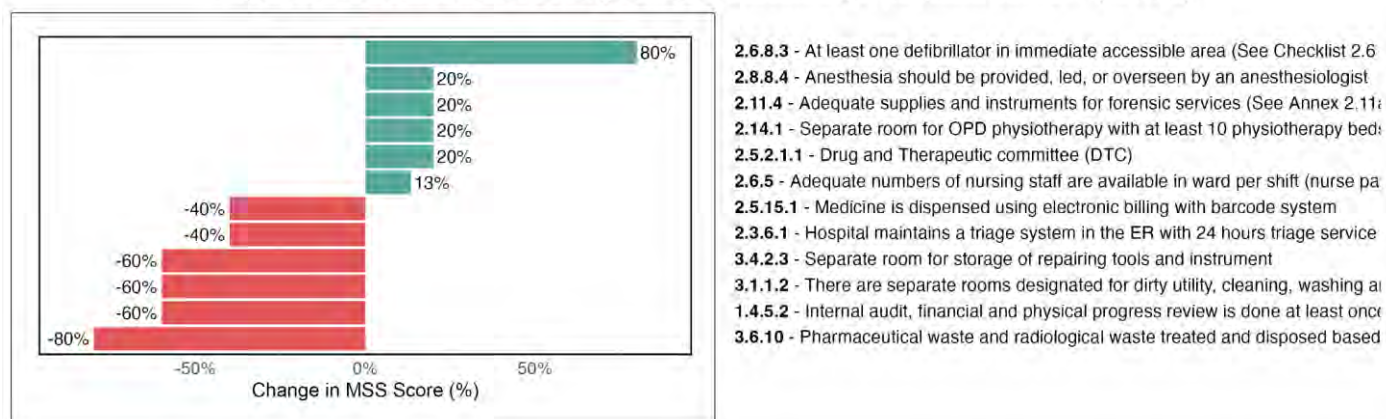 80%
20%
20%
20%
20%
13%
-40%
-40%
-60%
-60%
-60%
-80%
-50%
0%
50%
Change in MSS Score (%)
2.6.8.3 - At least one defibrillator in immediate accessible area (See Checklist 2.6
2.8.8.4 - Anesthesia should be provided, led, or overseen by an anesthesiologist
2.11.4 - Adequate supplies and instruments for forensic services (See Annex 2.11a
2.14.1 - Separate room for OPD physiotherapy with at least 10 physiotherapy beds
2.5.2.1.1 - Drug and Therapeutic committee (DTC)
2.6.5 - Adequate numbers of nursing staff are available in ward per shift (nurse pa
2.5.15.1 - Medicine is dispensed using electronic billing with barcode system
2.3.6.1 - Hospital maintains a triage system in the ER with 24 hours triage service
3.4.2.3 - Separate room for storage of repairing tools and instrument
3.1.1.2 - There are separate rooms designated for dirty utility, cleaning, washing
1.4.5.2 - Internal audit, financial and physical progress review is done at least once
3.6.10 - Pharmaceutical waste and radiological waste treated and disposed based